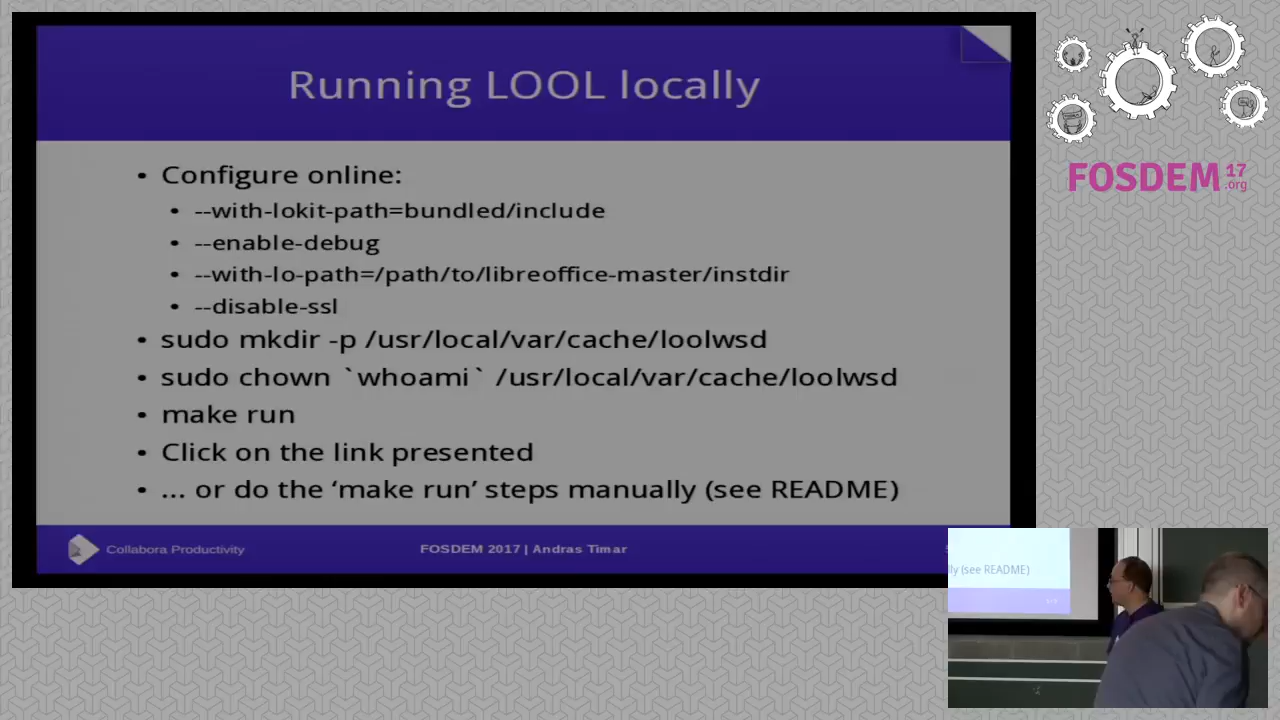 Running LOOL locally
• Configure online:
• --with-lokit-path=bundled/include
• --enable-debug
• --with-lo-path=/path/to/libreoffice-master/instdir
• --disable-ssl
• sudo mkdir -p /usr/local/var/cache/loolwsd
• sudo chown `whoami` /usr/local/var/cache/loolwsd
• make run
• Click on the link presented
• ... or do the ‘make run’ steps manually (see README)
Collabora Productivity
FOSDEM 2017 | Andras Timar
FOSDEM 17
.org
lly (see README)